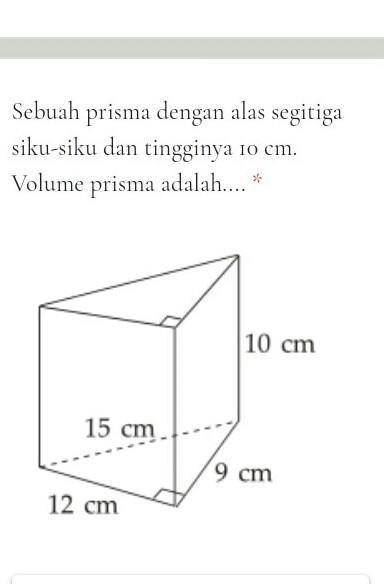 Sebuah prisma dengan alas segitiga
siku-siku dan tingginya 10 cm.
Volume prisma adalah.... *
10 cm
15 cm
9 cm
12 cm